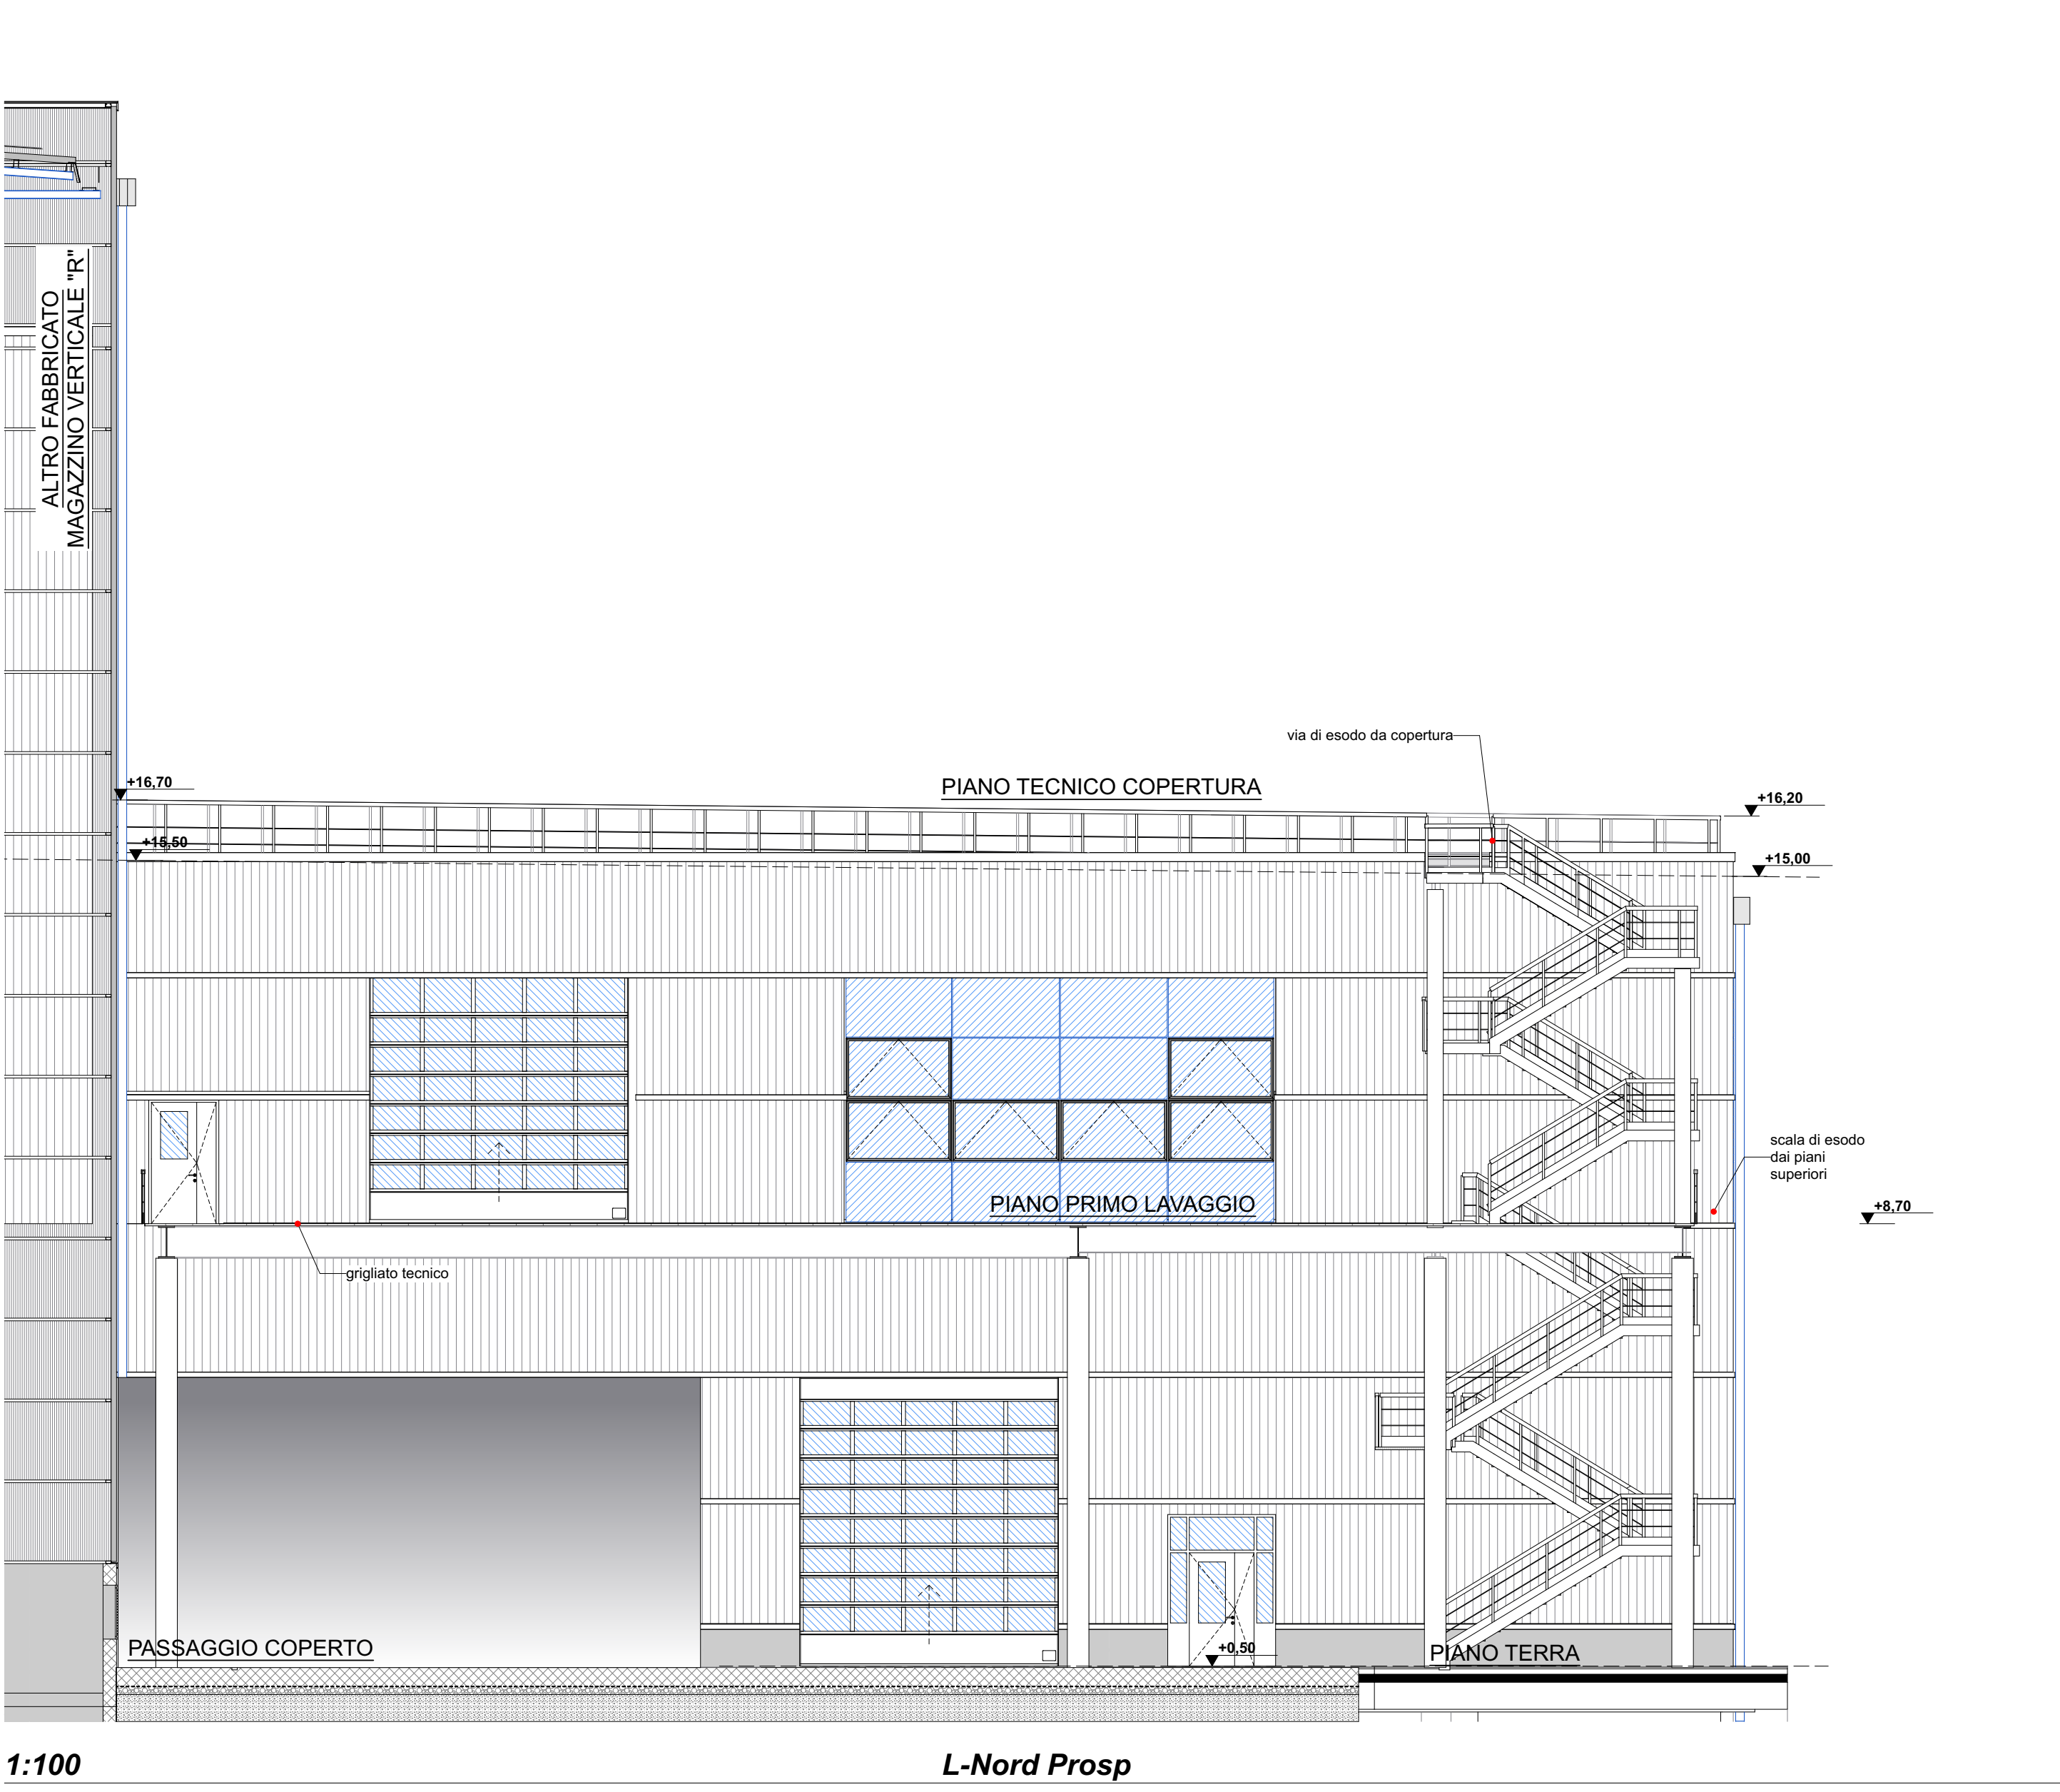 ALTRO FABBRICATO
MAGAZZINO VERTICALE "R"
via di esodo da copertura
+16,70
PIANO TECNICO COPERTURA
+16,20
+15,50
+15,00
scala di esodo
dai piani
superiori
PIANO PRIMO LAVAGGIO
+8,70
grigliato tecnico
PASSAGGIO COPERTO
+0,50
PIANO TERRA
1:100
L-Nord Prosp